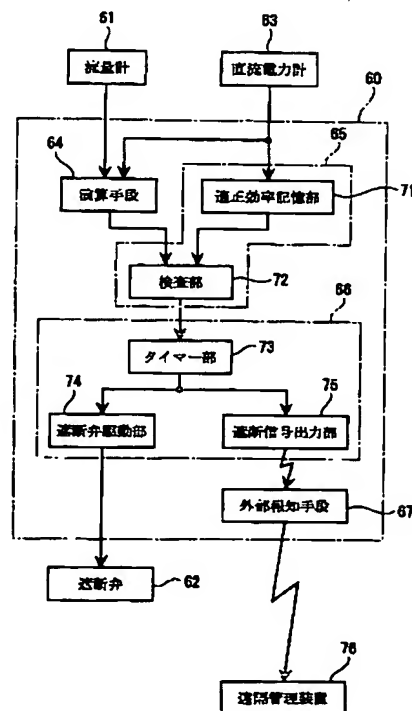 61
63
流量計
直流電力計
60
64
65
演算手段
適正効率記憶部
71
検査部
72
66
タイマー部
73
74
75
遮断弁駆動部
遮断信号出力部
外部報知手段
67
遮断弁
62
76
遠隔管理装置